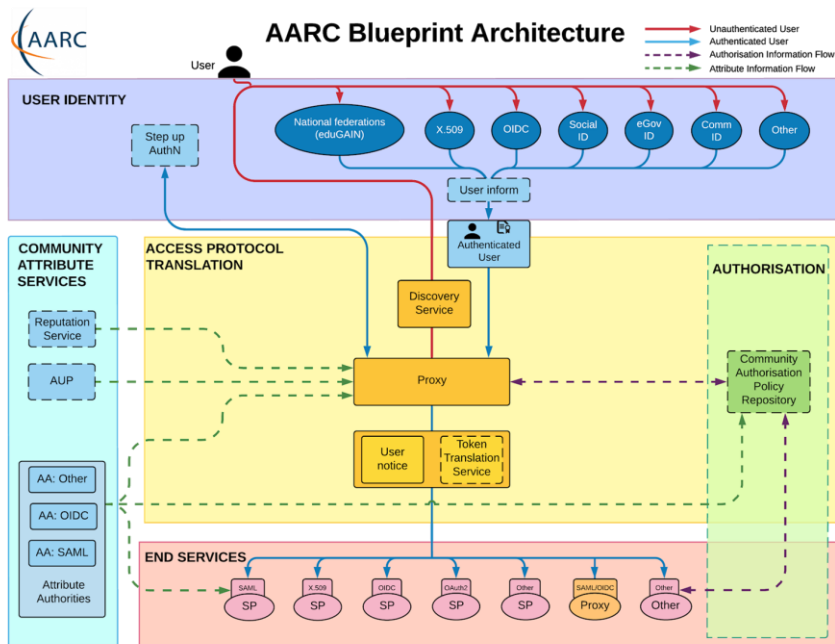 AARC
AARC Blueprint Architecture
Unauthenticated User
Authenticated User
Authorisation Information Flow
Attribute Information Flow
User
USER IDENTITY
Step up
AuthN
National federations
(eduGAIN)
X.509
OIDC
Social
ID
eGov
ID
Comm
ID
Other
User inform
Authenticated
User
COMMUNITY
ATTRIBUTE
SERVICES
ACCESS PROTOCOL
TRANSLATION
AUTHORISATION
Discovery
Service
Reputation
Service
AUP
Proxy
Community
Authorisation
Policy
Repository
User
notice
Token
Translation
Service
AA: Other
AA: OIDC
AA: SAML
Attribute
Authorities
END SERVICES
SAML
SP
X.509
SP
OIDC
SP
OAuth2
SP
Other
SP
SAML/OIDC
Proxy
Other
Other